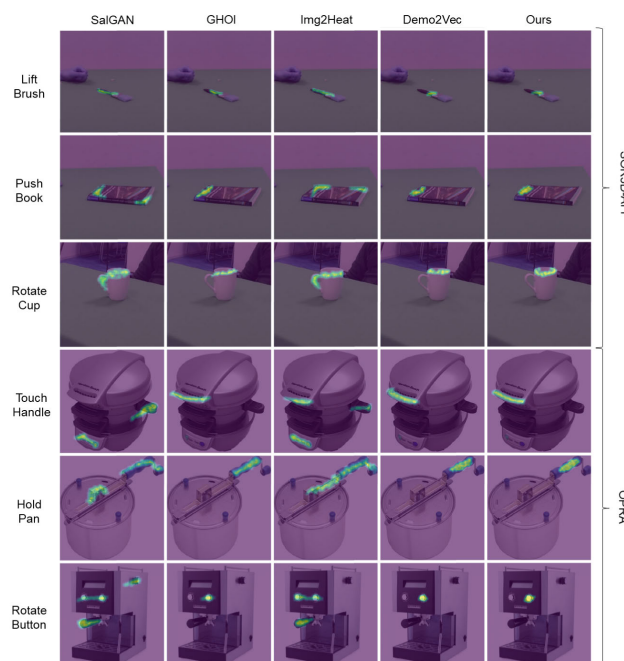 SalGAN GHOI Img2Heat Demo2Vec Ours
Lift
Brush
Push
Book
Rotate
Cup
Touch
Handle
Hold
Pan
Rotate
Button